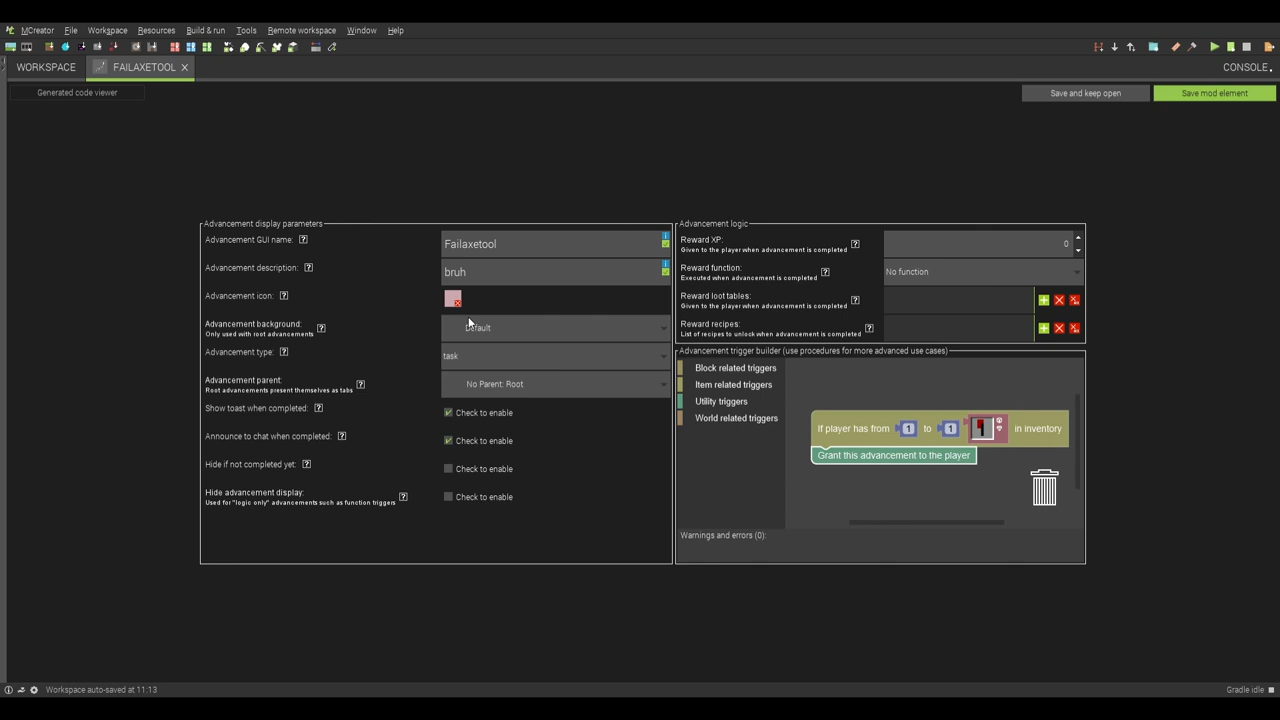 MCreator File Workspace Resources Build & run Tools Remote workspace Window Help
WORKSPACE FAILAXETOOL CONSOLE
Generated code viewer Save and keep open Save mod element
Advancement display parameters
Advancement GUI name: ? Failaxetool
Advancement description: ? bruh
Advancement icon: ?
Advancement background: ? Default
Only used with root advancements
Advancement type: ? task
Advancement parent: ? No Parent: Root
Root advancements present themselves as tabs
Show toast when completed: ? Check to enable
Announce to chat when completed: ? Check to enable
Hide if not completed yet: ? Check to enable
Hide advancement display: ? Check to enable
Used for "logic only" advancements such as function triggers
Advancement logic
Reward XP: ? 0
Given to the player when advancement is completed
Reward function: ? No function
Executed when advancement is completed
Reward loot tables: ?
Given to the player when advancement is completed
Reward recipes: ?
List of recipes to unlock when advancement is completed
Advancement trigger builder (use procedures for more advanced use cases)
Block related triggers
Item related triggers
Utility triggers
World related triggers
If player has from 1 to 1 in inventory
Grant this advancement to the player
Warnings and errors (0):
Workspace auto-saved at 11:13 Gradle idle